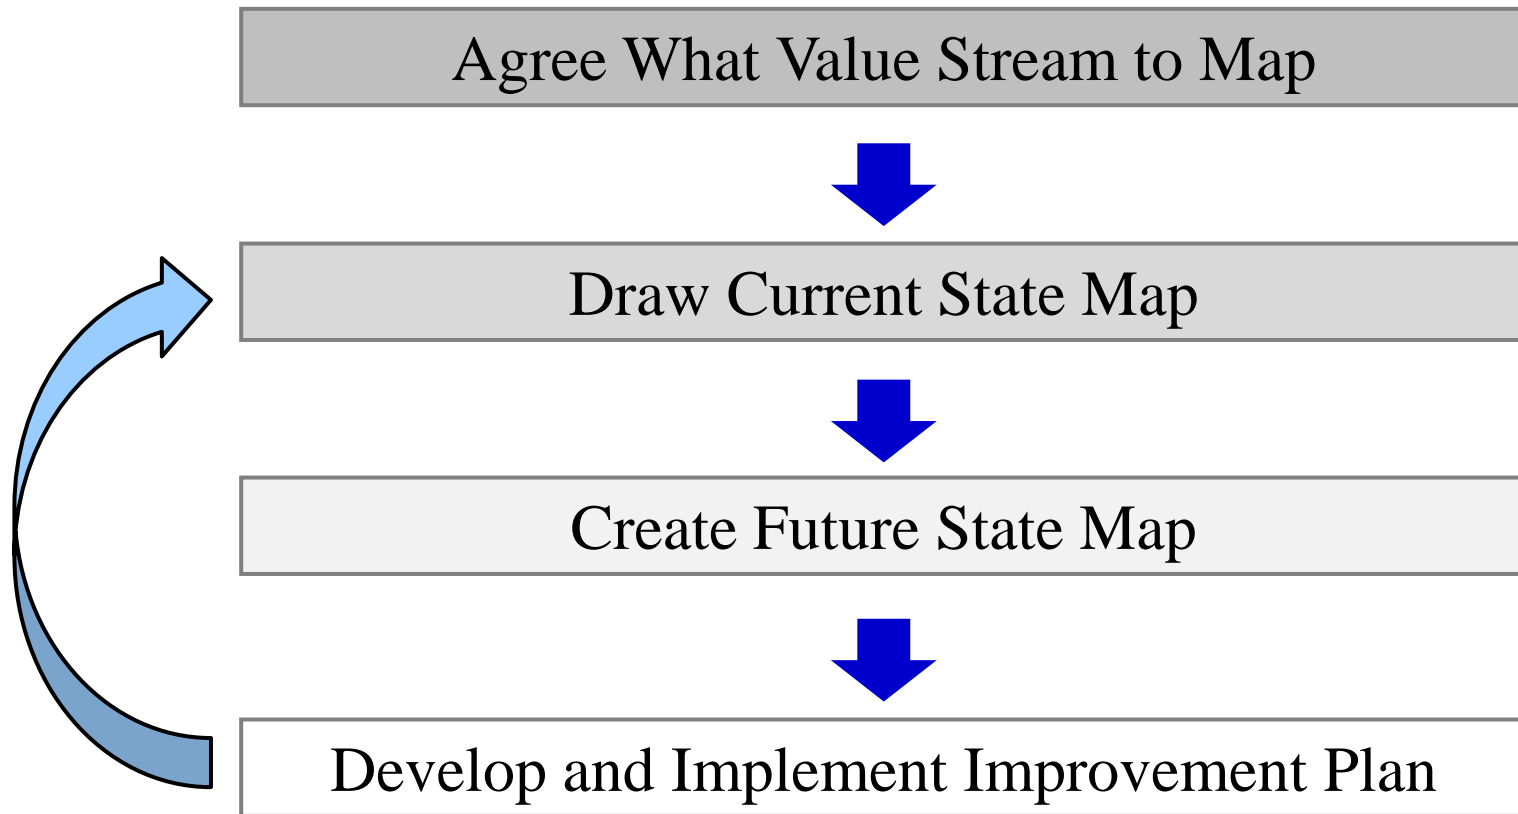 Agree What Value Stream to Map
Draw Current State Map
Create Future State Map
Develop and Implement Improvement Plan